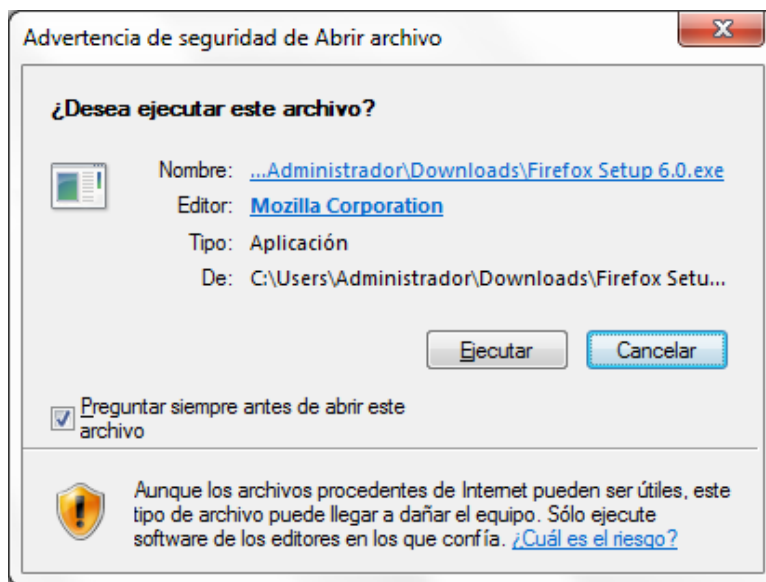 Advertencia de seguridad de Abrir archivo
¿Desea ejecutar este archivo?
Nombre: ...Administrador\Downloads\Firefox Setup 6.0.exe
Editor: Mozilla Corporation
Tipo: Aplicación
De: C:\Users\Administrador\Downloads\Firefox Setu...
Ejecutar Cancelar
Preguntar siempre antes de abrir este
archivo
Aunque los archivos procedentes de Internet pueden ser útiles, este
tipo de archivo puede llegar a dañar el equipo. Sólo ejecute
software de los editores en los que confía. ¿Cuál es el riesgo?